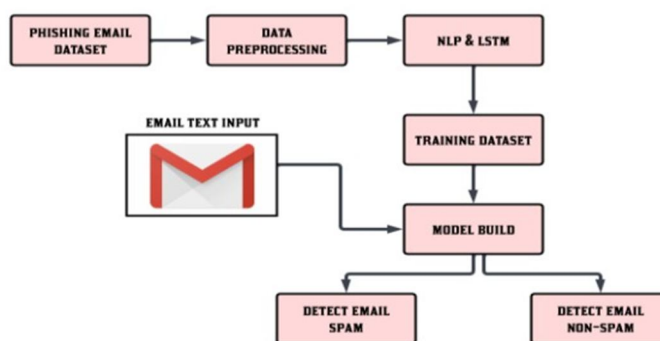 PHISHING EMAIL
DATASET
DATA
PREPROCESSING
NLP & LSTM
EMAIL TEXT INPUT
TRAINING DATASET
MODEL BUILD
DETECT EMAIL
SPAM
DETECT EMAIL
NON-SPAM